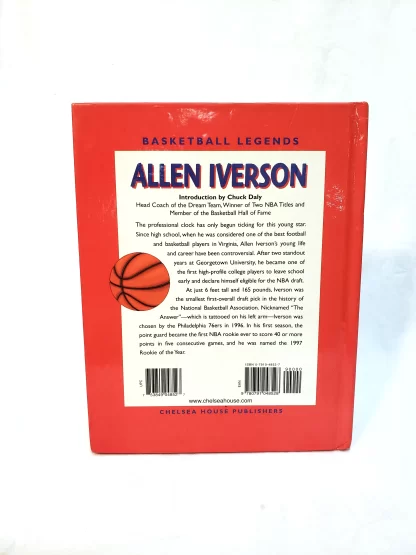 BASKETBALL LEGENDS
ALLEN IVERSON
Introduction by Chuck Daly
Head Coach of the Dream Team, Winner of Two NBA Titles and
Member of the Basketball Hall of Fame
The professional clock has only begun ticking for this young star.
Since high school, when he was considered one of the best football
and basketball players in Virginia, Allen Iverson's young life
and career have been controversial. After two standout
years at Georgetown University, he became one of
the first high-profile college players to leave school
early and declare himself eligible for the NBA draft.
At just 6 feet tall and 165 pounds, Iverson was
the smallest first-overall draft pick in the history of
the National Basketball Association. Nicknamed "The
Answer"—which is tattooed on his left arm—Iverson was
chosen by the Philadelphia 76ers in 1996. In his first season, the
point guard became the first NBA rookie ever to score 40 or more
points in five consecutive games, and he was named the 1997
Rookie of the Year.
90000
www.chelseahouse.com
CHELSEA HOUSE PUBLISHERS